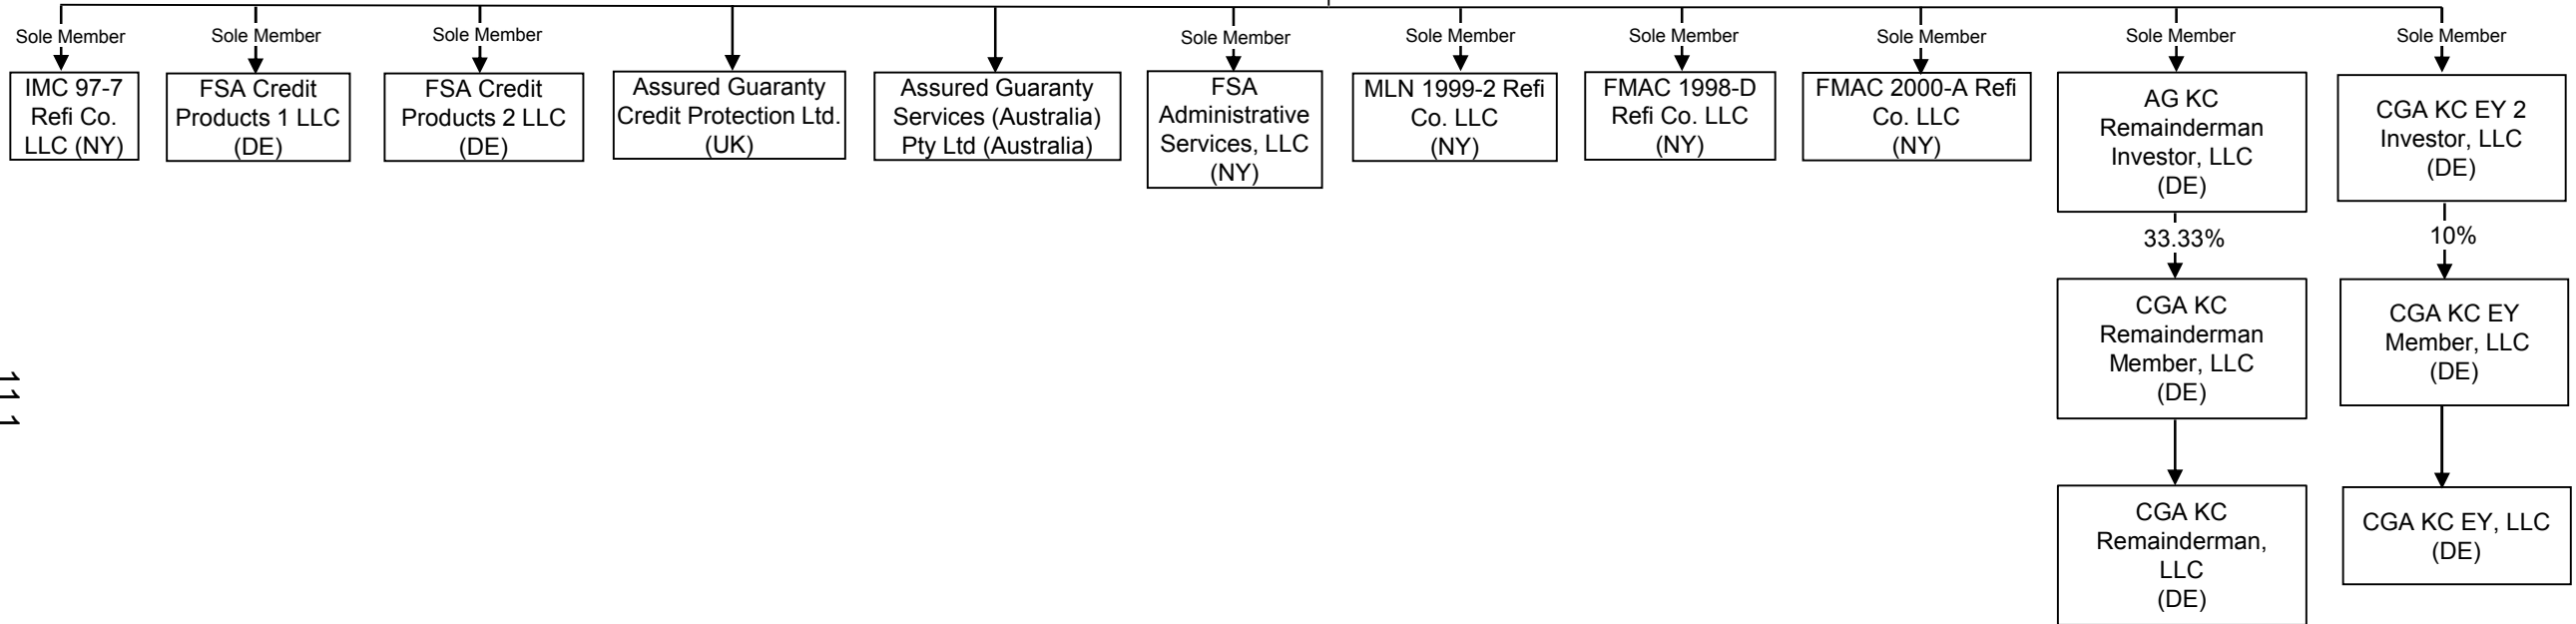 Sole Member
IMC 97-7
Refi Co.
LLC (NY)
Sole Member
FSA Credit
Products 1 LLC
(DE)
Sole Member
FSA Credit
Products 2 LLC
(DE)
Assured Guaranty
Credit Protection Ltd.
(UK)
Assured Guaranty
Services (Australia)
Pty Ltd (Australia)
Sole Member
FSA
Administrative
Services, LLC
(NY)
Sole Member
MLN 1999-2 Refi
Co. LLC
(NY)
Sole Member
FMAC 1998-D
Refi Co. LLC
(NY)
Sole Member
FMAC 2000-A Refi
Co. LLC
(NY)
Sole Member
AG KC
Remainderman
Investor, LLC
(DE)
33.33%
CGA KC
Remainderman
Member, LLC
(DE)
CGA KC
Remainderman,
LLC
(DE)
Sole Member
CGA KC EY 2
Investor, LLC
(DE)
10%
CGA KC EY
Member, LLC
(DE)
CGA KC EY, LLC
(DE)
11.1